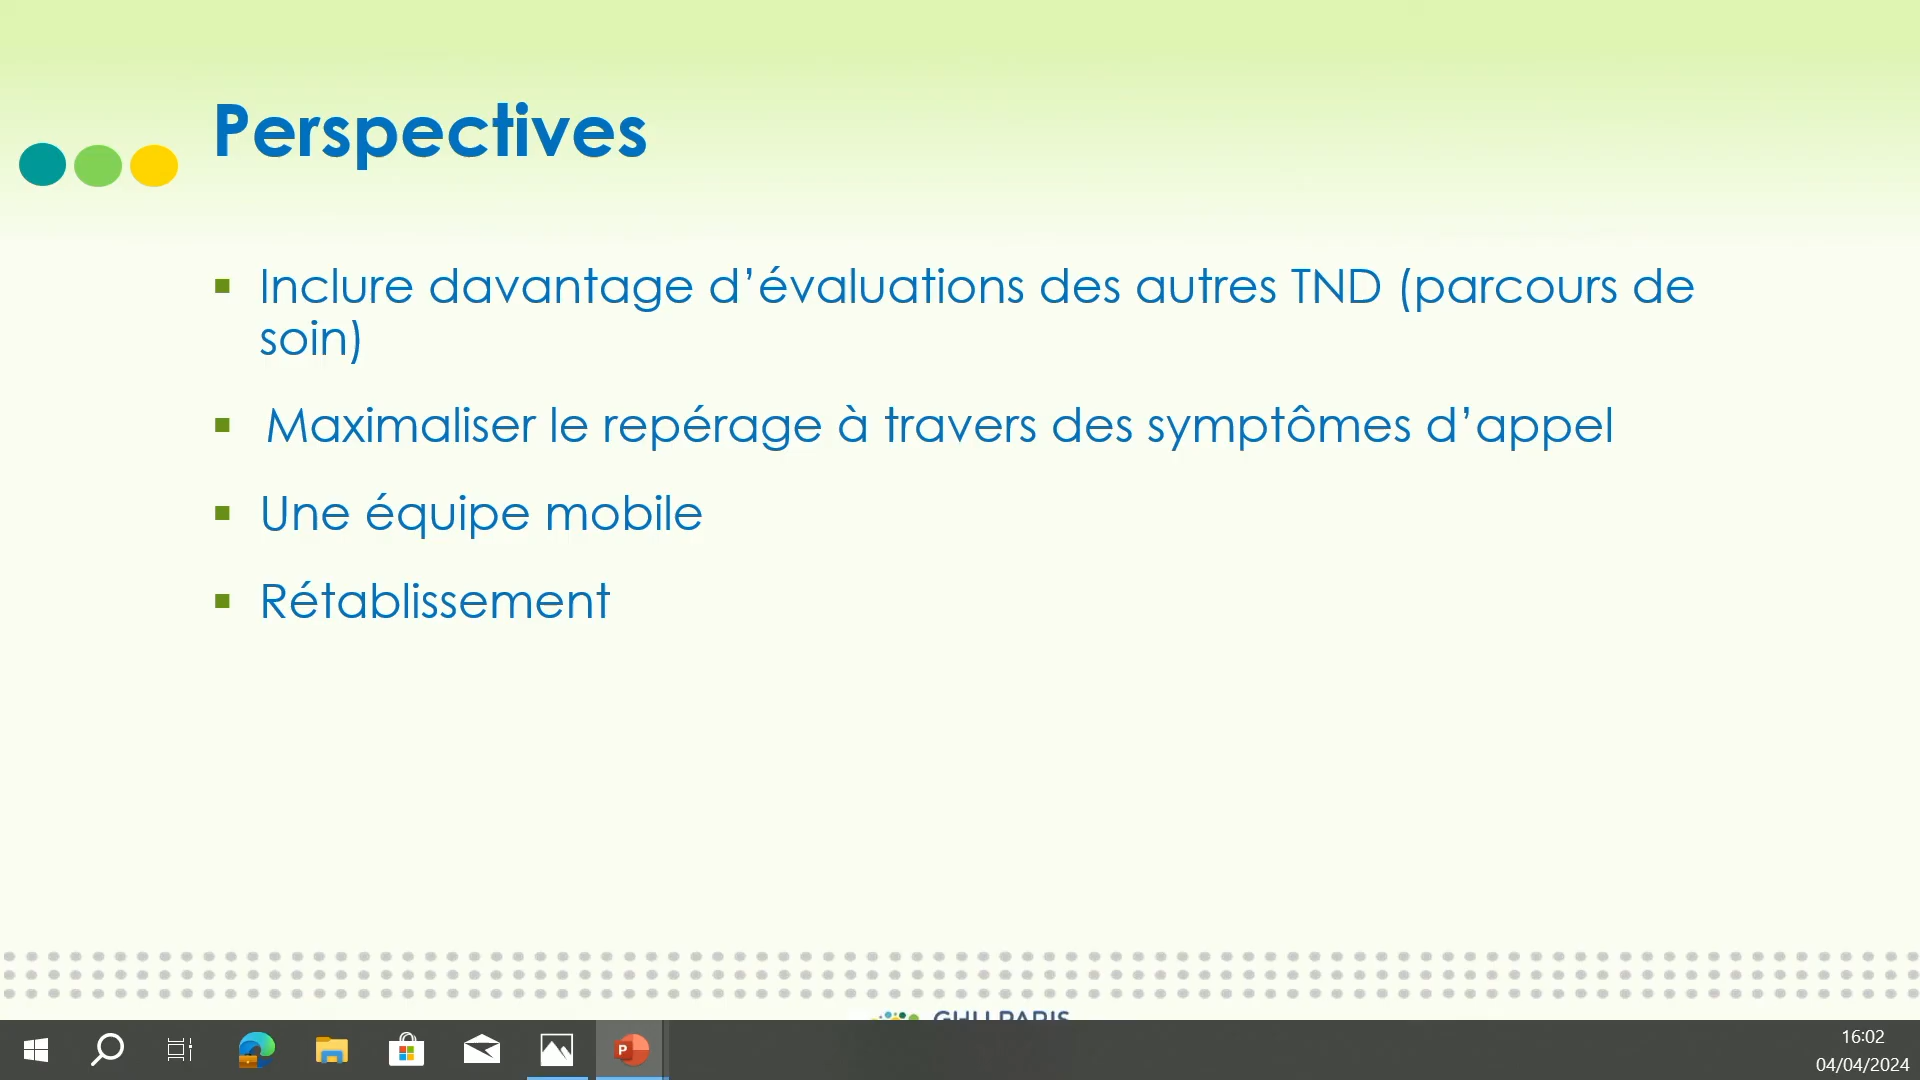 Perspectives
Inclure davantage d’évaluations des autres TND (parcours de
soin)
Maximaliser le repérage à travers des symptômes d’appel
Une équipe mobile
Rétablissement
GHU PARIS
16:02
04/04/2024